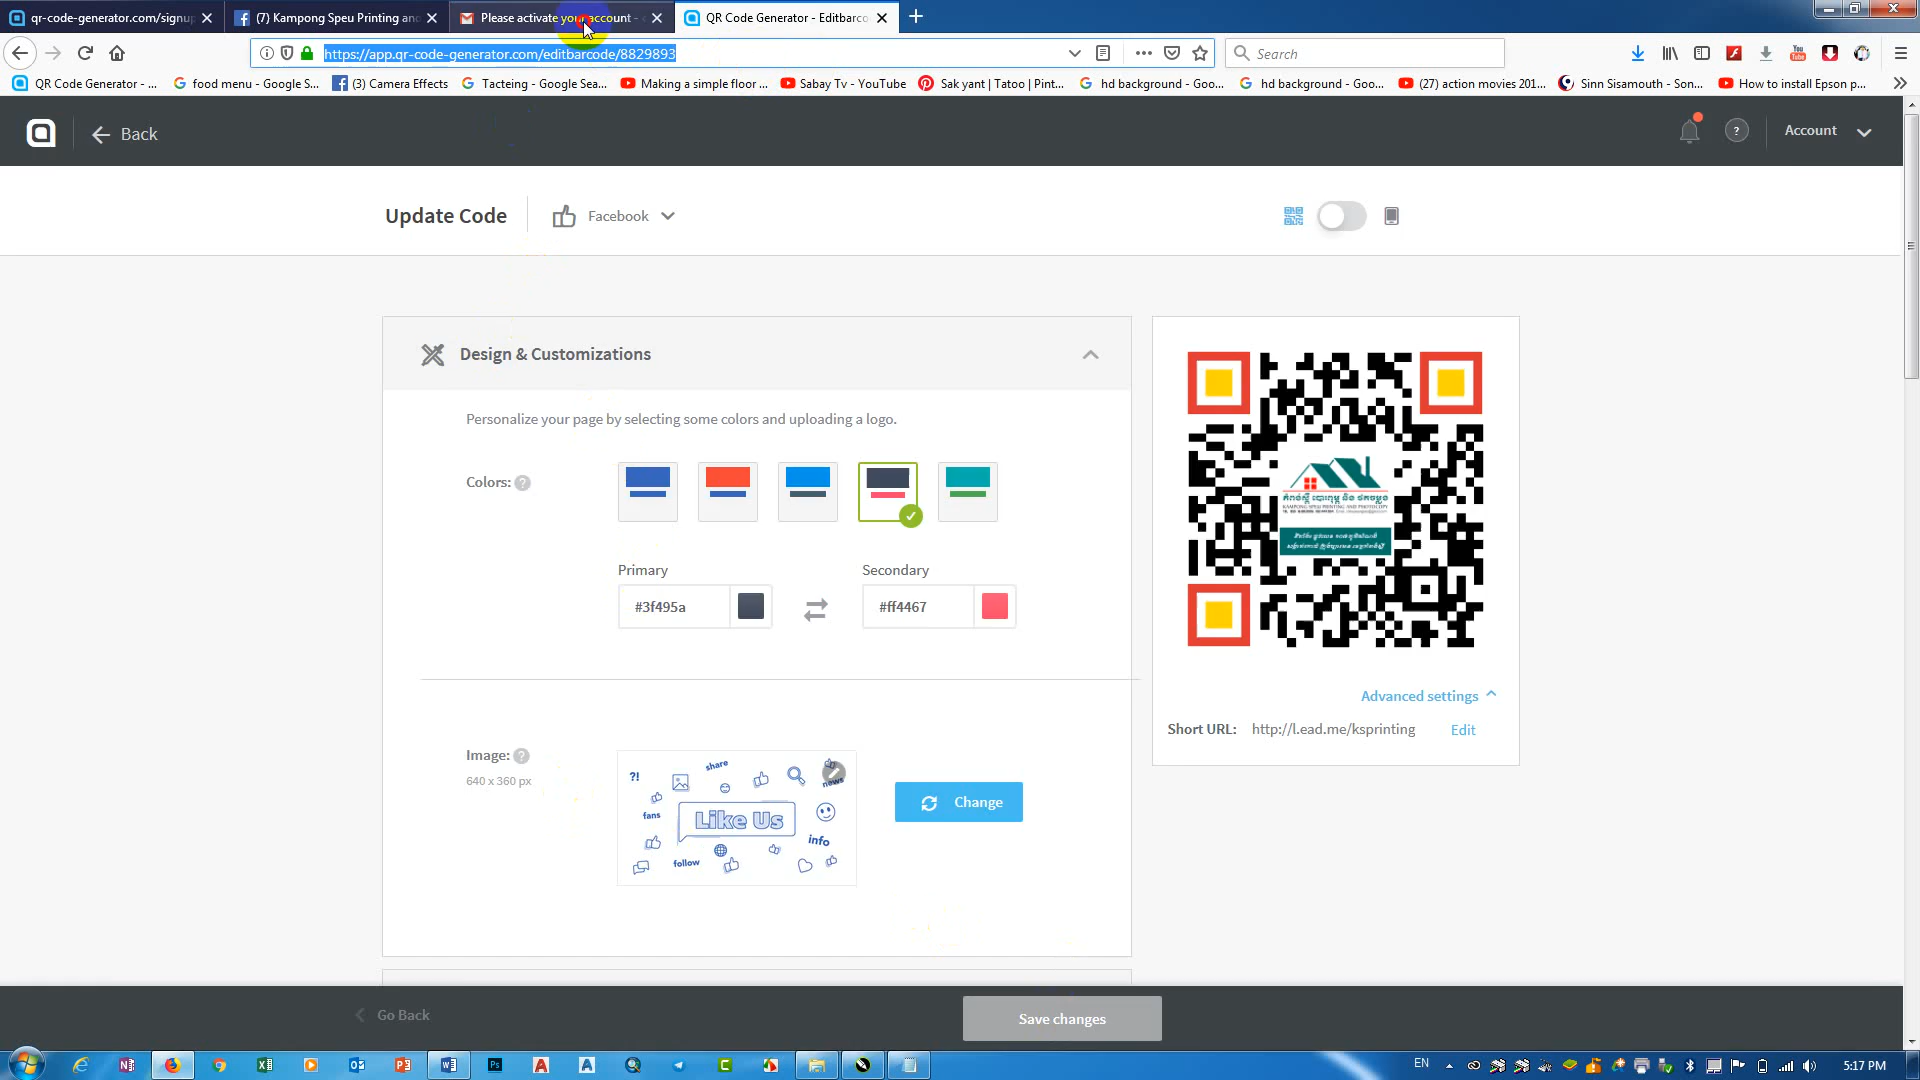 qr-code-generator.com/signup
(7) Kampong Speu Printing and
Please activate your account -
QR Code Generator - Editbarco
https://app.qr-code-generator.com/editbarcode/8829893
Search
QR Code Generator - ...
food menu - Google S...
(3) Camera Effects
Tacteing - Google Sea...
Making a simple floor ...
Sabay Tv - YouTube
Sak yant | Tatoo | Pint...
hd background - Goo...
hd background - Goo...
(27) action movies 201...
Sinn Sisamouth - Son...
How to install Epson p...
Back
Account
Update Code
Facebook
Design & Customizations
Personalize your page by selecting some colors and uploading a logo.
Colors:
Primary
Secondary
#3f495a
#ff4467
Image:
640 x 360 px
?!
share
news
fans
Like Us
info
follow
Change
KAMPONG SPEU PRINTING AND PHOTOCOPY
Advanced settings
Short URL:
http://l.ead.me/ksprinting
Edit
Go Back
Save changes
EN
5:17 PM